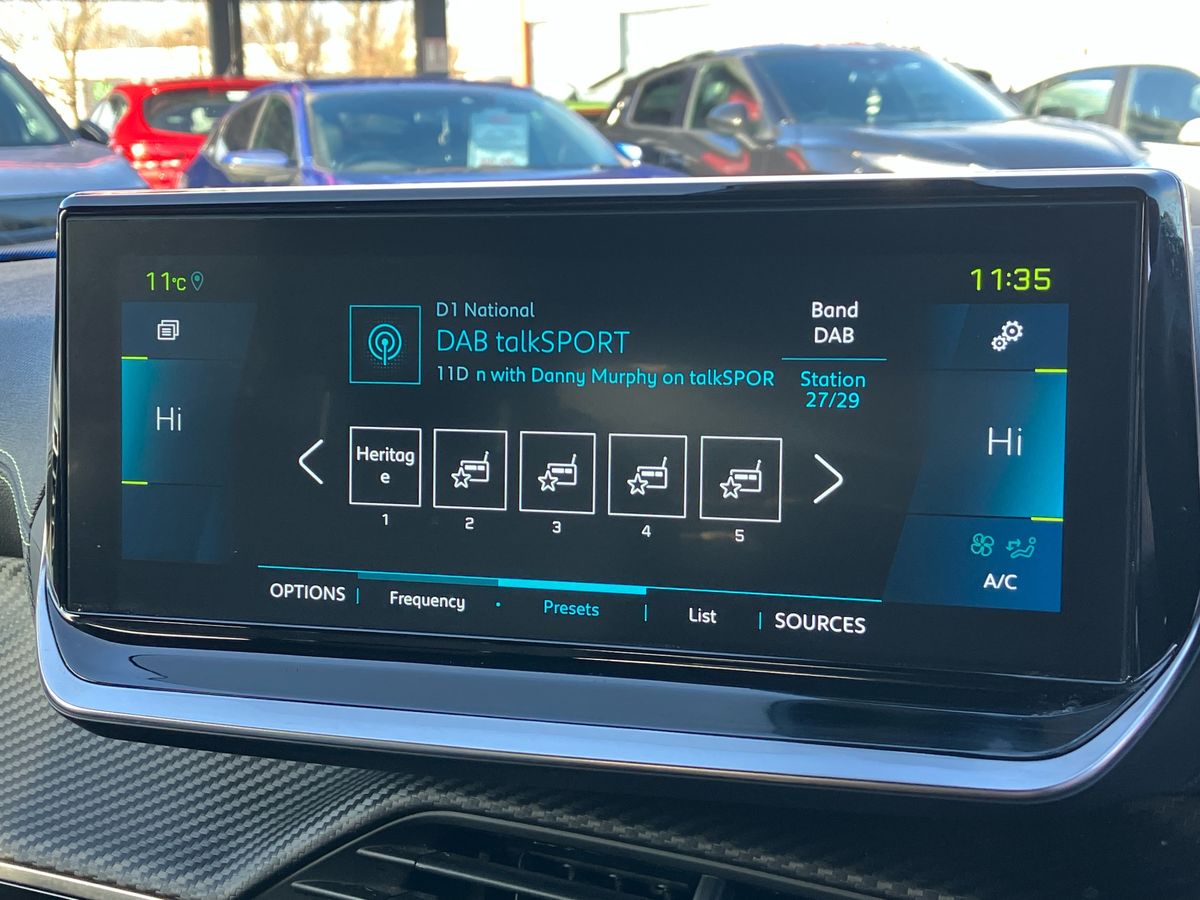 11°C
11:35
D1 National
DAB talkSPORT
11D n with Danny Murphy on talkSPOR
Band
DAB
Station
27/29
Hi
Hi
Heritag
e
1
2
3
4
5
A/C
OPTIONS
Frequency
Presets
List
SOURCES